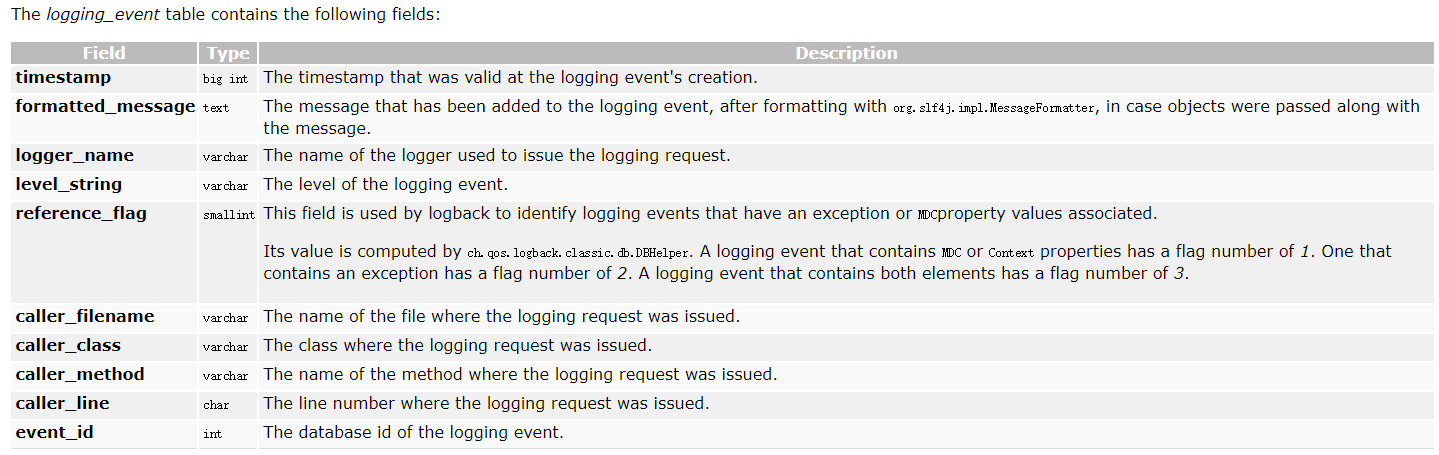 The logging_event table contains the following fields:
Field Type Description
timestamp big int The timestamp that was valid at the logging event's creation.
formatted_message text The message that has been added to the logging event, after formatting with org.slf4j.impl.MessageFormatter, in case objects were passed along with
the message.
logger_name varchar The name of the logger used to issue the logging request.
level_string varchar The level of the logging event.
reference_flag smallint This field is used by logback to identify logging events that have an exception or MDCproperty values associated.
Its value is computed by ch.qos.logback.classic.db.DBHelper. A logging event that contains MDC or Context properties has a flag number of 1. One that
contains an exception has a flag number of 2. A logging event that contains both elements has a flag number of 3.
caller_filename varchar The name of the file where the logging request was issued.
caller_class varchar The class where the logging request was issued.
caller_method varchar The name of the method where the logging request was issued.
caller_line char The line number where the logging request was issued.
event_id int The database id of the logging event.